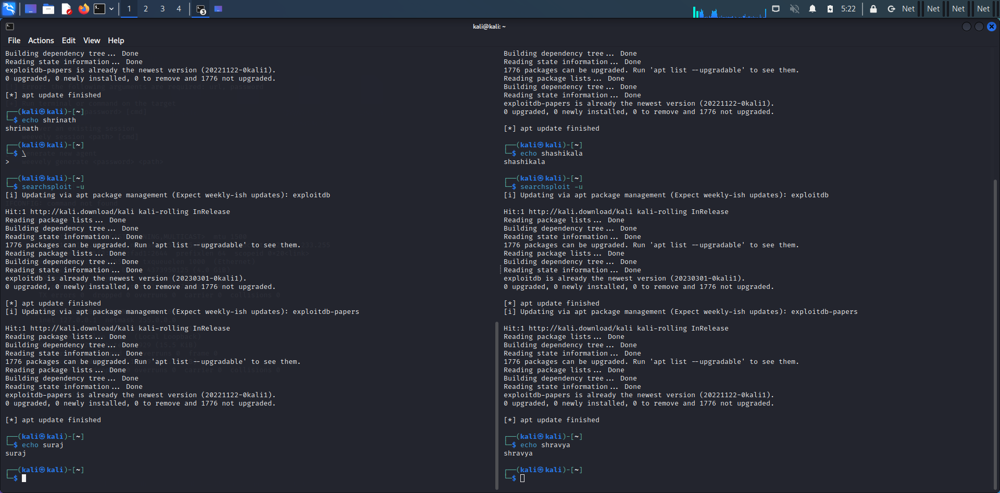 1 2 3 4 3 5:22 Net Net Net Net
kali@kali: ~
File Actions Edit View Help
Building dependency tree... Done
Reading state information... Done
exploitdb-papers is already the newest version (20221122-0kali1).
0 upgraded, 0 newly installed, 0 to remove and 1776 not upgraded.
[*] apt update finished
┌──(kali㉿kali)-[~]
└─$ echo shrinath
shrinath
┌──(kali㉿kali)-[~]
└─$ \
>
┌──(kali㉿kali)-[~]
└─$ searchsploit -u
[i] Updating via apt package management (Expect weekly-ish updates): exploitdb
Hit:1 http://kali.download/kali kali-rolling InRelease
Reading package lists... Done
Building dependency tree... Done
Reading state information... Done
1776 packages can be upgraded. Run 'apt list --upgradable' to see them.
Reading package lists... Done
Building dependency tree... Done
Reading state information... Done
exploitdb is already the newest version (20230301-0kali1).
0 upgraded, 0 newly installed, 0 to remove and 1776 not upgraded.
[*] apt update finished
[i] Updating via apt package management (Expect weekly-ish updates): exploitdb-papers
Hit:1 http://kali.download/kali kali-rolling InRelease
Reading package lists... Done
Building dependency tree... Done
Reading state information... Done
1776 packages can be upgraded. Run 'apt list --upgradable' to see them.
Reading package lists... Done
Building dependency tree... Done
Reading state information... Done
exploitdb-papers is already the newest version (20221122-0kali1).
0 upgraded, 0 newly installed, 0 to remove and 1776 not upgraded.
[*] apt update finished
┌──(kali㉿kali)-[~]
└─$ echo suraj
suraj
┌──(kali㉿kali)-[~]
└─$
Building dependency tree... Done
Reading state information... Done
1776 packages can be upgraded. Run 'apt list --upgradable' to see them.
Reading package lists... Done
Building dependency tree... Done
Reading state information... Done
exploitdb-papers is already the newest version (20221122-0kali1).
0 upgraded, 0 newly installed, 0 to remove and 1776 not upgraded.
[*] apt update finished
┌──(kali㉿kali)-[~]
└─$ echo shashikala
shashikala
┌──(kali㉿kali)-[~]
└─$ searchsploit -u
[i] Updating via apt package management (Expect weekly-ish updates): exploitdb
Hit:1 http://kali.download/kali kali-rolling InRelease
Reading package lists... Done
Building dependency tree... Done
Reading state information... Done
1776 packages can be upgraded. Run 'apt list --upgradable' to see them.
Reading package lists... Done
Building dependency tree... Done
Reading state information... Done
exploitdb is already the newest version (20230301-0kali1).
0 upgraded, 0 newly installed, 0 to remove and 1776 not upgraded.
[*] apt update finished
[i] Updating via apt package management (Expect weekly-ish updates): exploitdb-papers
Hit:1 http://kali.download/kali kali-rolling InRelease
Reading package lists... Done
Building dependency tree... Done
Reading state information... Done
1776 packages can be upgraded. Run 'apt list --upgradable' to see them.
Reading package lists... Done
Building dependency tree... Done
Reading state information... Done
exploitdb-papers is already the newest version (20221122-0kali1).
0 upgraded, 0 newly installed, 0 to remove and 1776 not upgraded.
[*] apt update finished
┌──(kali㉿kali)-[~]
└─$ echo shravya
shravya
┌──(kali㉿kali)-[~]
└─$